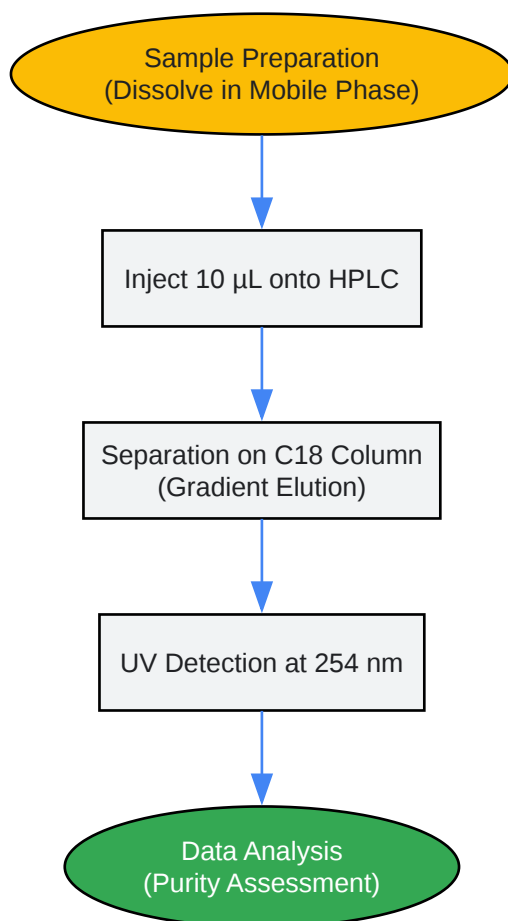 Sample Preparation
(Dissolve in Mobile Phase)
Inject 10 µL onto HPLC
Separation on C18 Column
(Gradient Elution)
UV Detection at 254 nm
Data Analysis
(Purity Assessment)